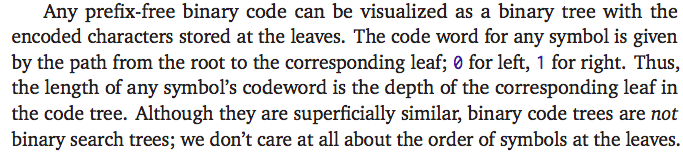 Any prefix-free binary code can be visualized as a binary tree with the
encoded characters stored at the leaves. The code word for any symbol is given
by the path from the root to the corresponding leaf; 0 for left, 1 for right. Thus,
the length of any symbol’s codeword is the depth of the corresponding leaf in
the code tree. Although they are superficially similar, binary code trees are not
binary search trees; we don’t care at all about the order of symbols at the leaves.